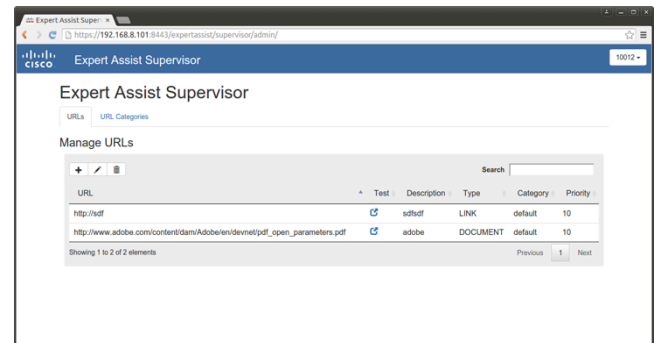 Expert Assist Super
https://192.168.8.101:8443/expertassist/supervisor/admin/
CISCO
Expert Assist Supervisor
10012
Expert Assist Supervisor
URLs URL Categories
Manage URLs
Search
URL Test Description Type Category Priority
http://sdf sdfsdf LINK default 10
http://www.adobe.com/content/dam/Adobe/en/devnet/pdf_open_parameters.pdf adobe DOCUMENT default 10
Showing 1 to 2 of 2 elements Previous 1 Next